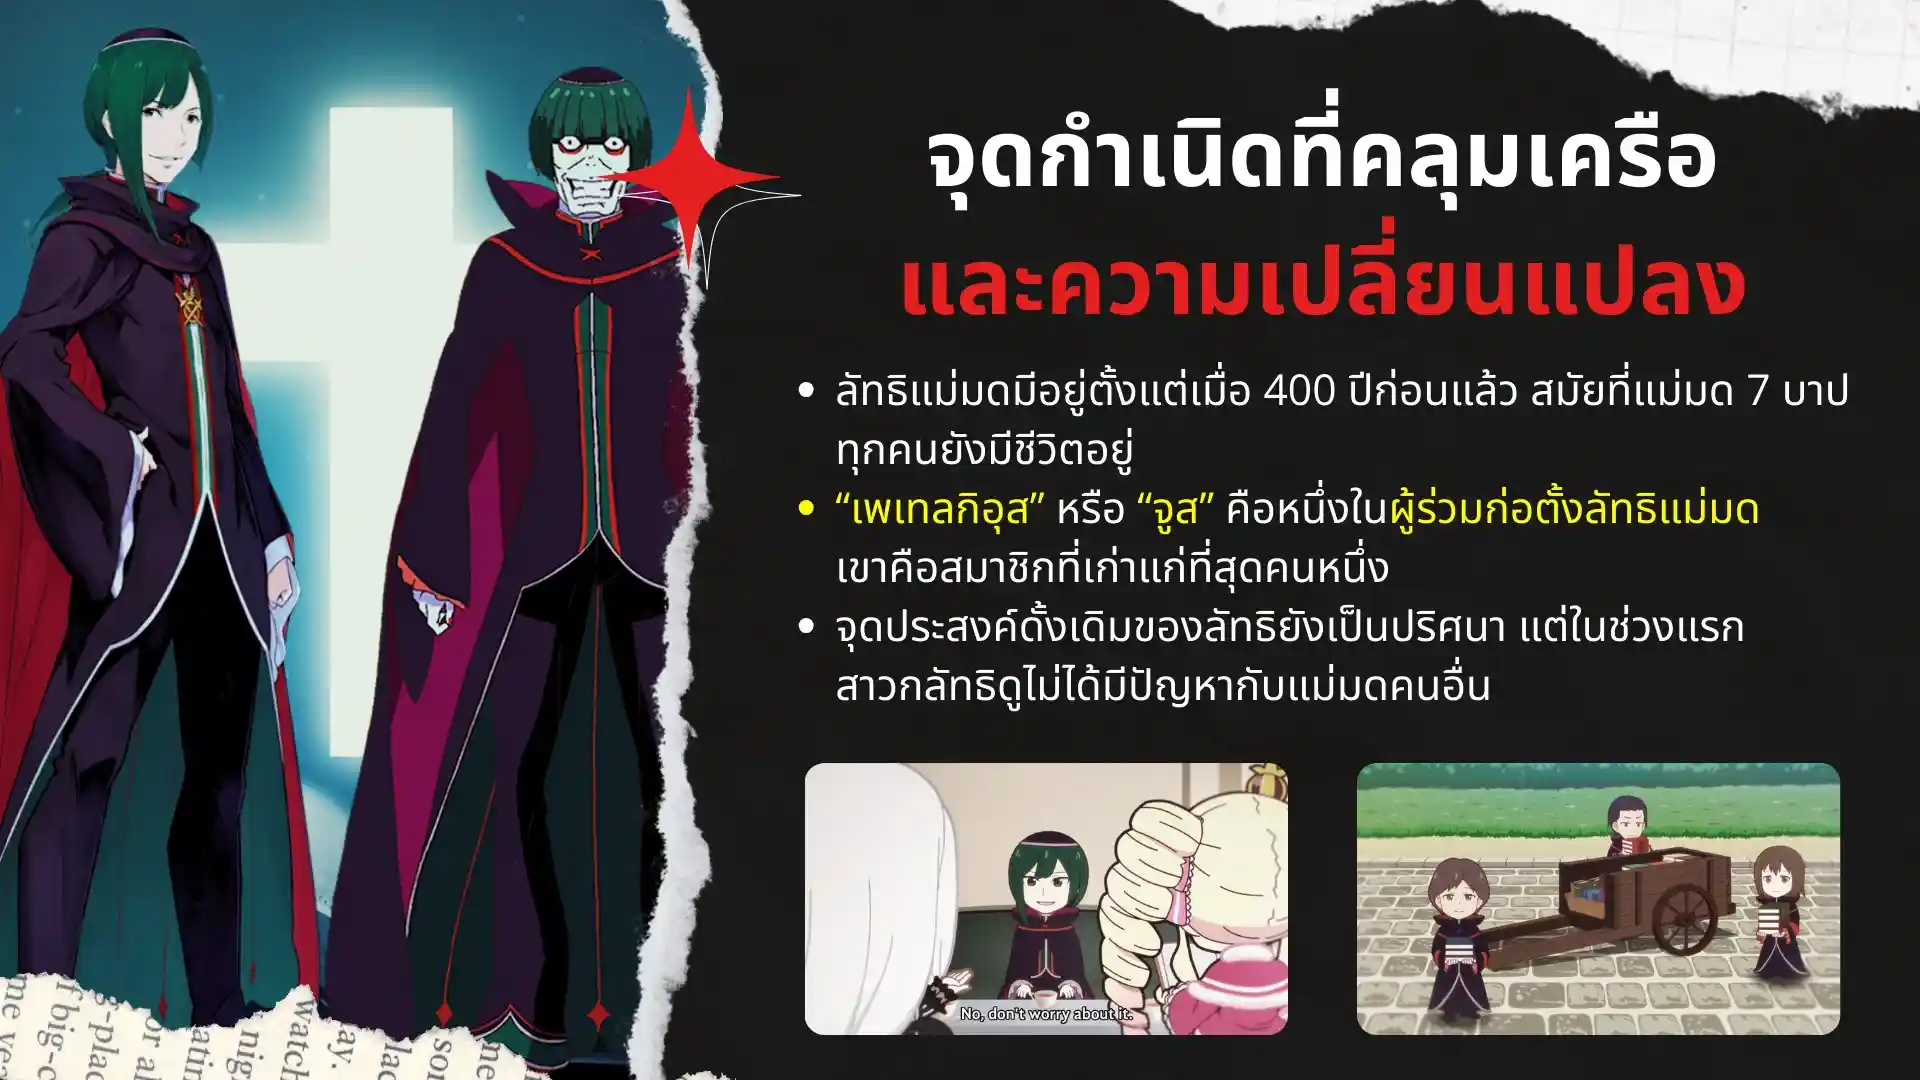 จุดกำเนิดที่คลุมเครือ
และความเปลี่ยนแปลง
• ลัทธิแม่มดมีอยู่ตั้งแต่เมื่อ 400 ปีก่อนแล้ว สมัยที่แม่มด 7 บาป
ทุกคนยังมีชีวิตอยู่
• “เพเทลกิอุส” หรือ “จูส” คือหนึ่งในผู้ร่วมก่อตั้งลัทธิแม่มด
เขาคือสมาชิกที่เก่าแก่ที่สุดคนหนึ่ง
• จุดประสงค์ดั้งเดิมของลัทธิยังเป็นปริศนา แต่ในช่วงแรก
สาวกลัทธิดูไม่ได้มีปัญหากับแม่มดคนอื่น
No, don't worry about it.